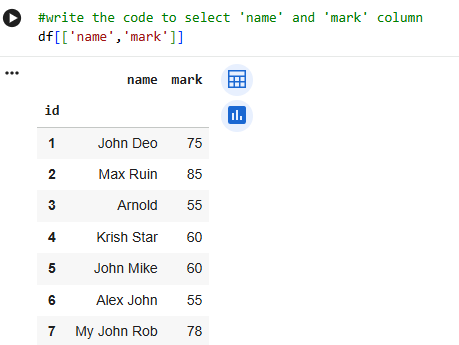 #write the code to select 'name' and 'mark' column
df[['name','mark']]
name mark
id
1 John Deo 75
2 Max Ruin 85
3 Arnold 55
4 Krish Star 60
5 John Mike 60
6 Alex John 55
7 My John Rob 78